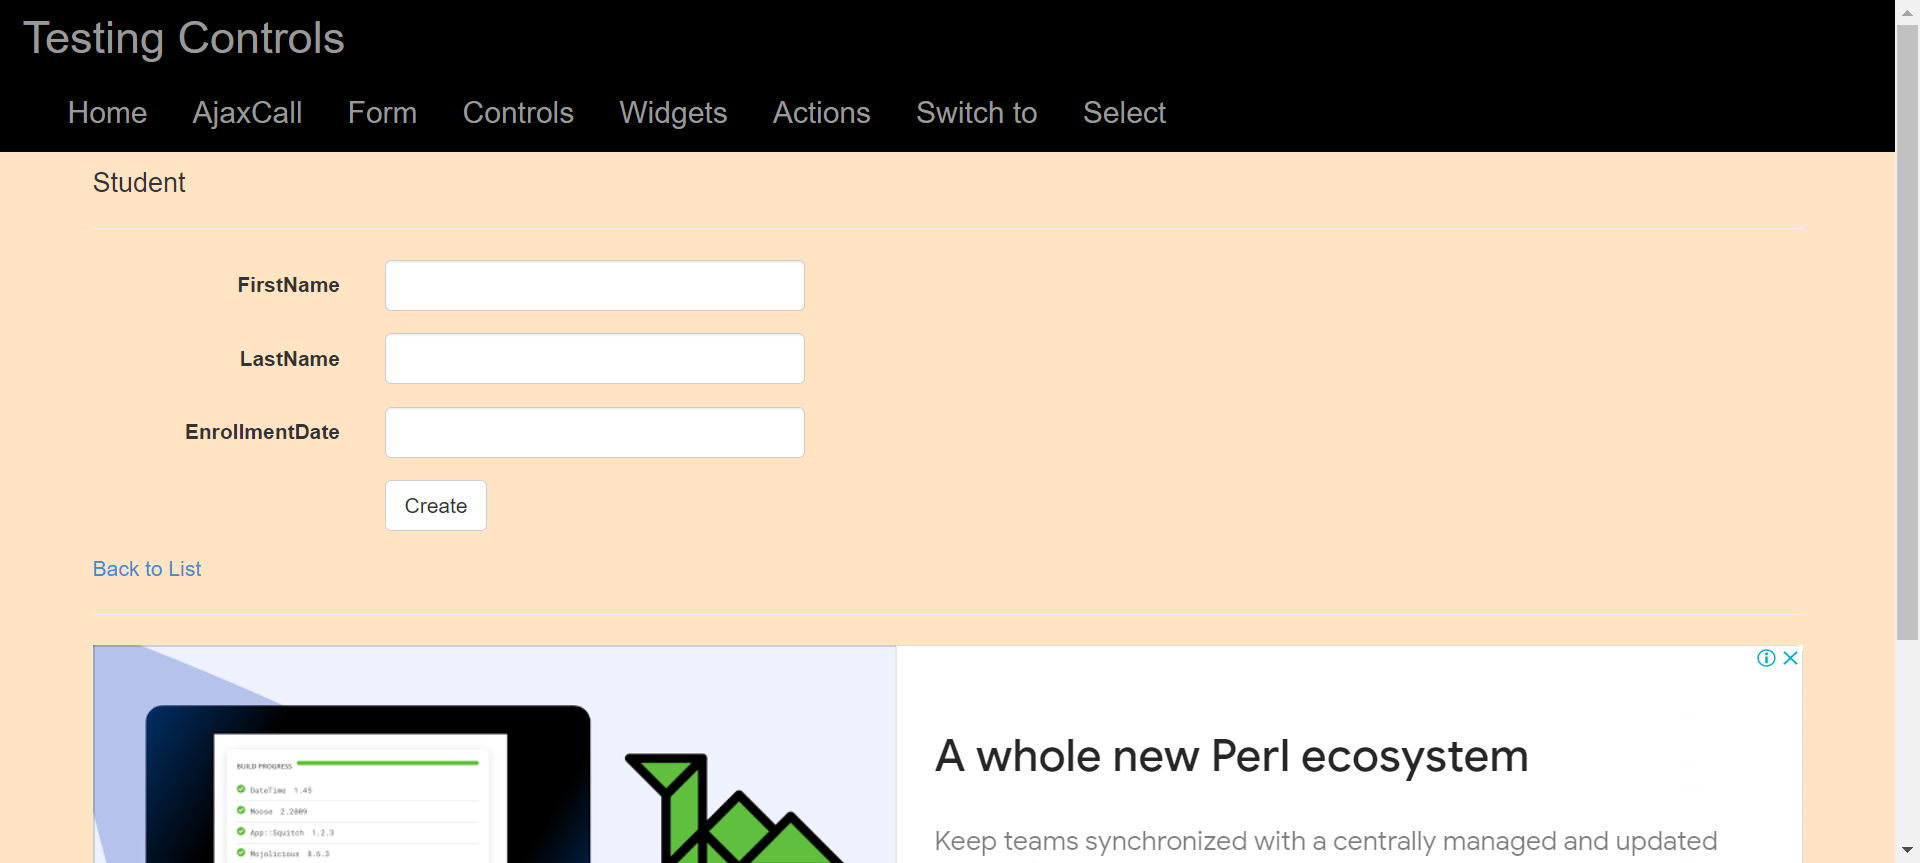 Testing Controls
Home AjaxCall Form Controls Widgets Actions Switch to Select
Student
FirstName
LastName
EnrollmentDate
Create
Back to List
BUILD PROGRESS
DateTime 1.45
Moose 2.2009
App::Squitch 1.2.3
Mojolicious 8.6.3
A whole new Perl ecosystem
Keep teams synchronized with a centrally managed and updated